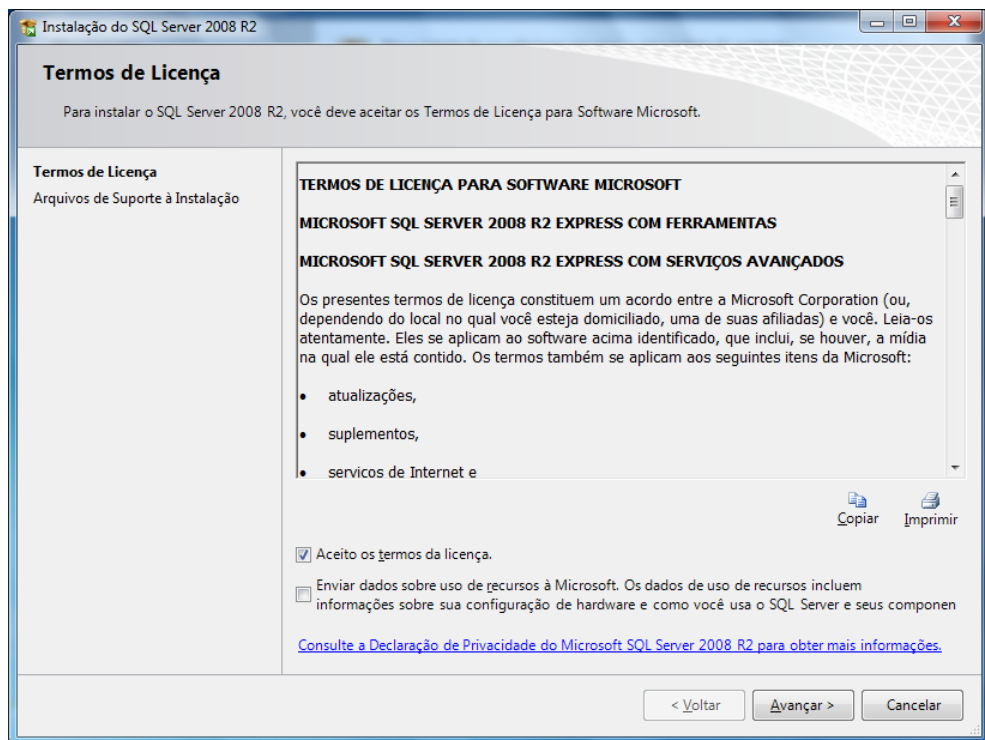 Instalação do SQL Server 2008 R2
Termos de Licença
Para instalar o SQL Server 2008 R2, você deve aceitar os Termos de Licença para Software Microsoft.
Termos de Licença
Arquivos de Suporte à Instalação
TERMOS DE LICENÇA PARA SOFTWARE MICROSOFT
MICROSOFT SQL SERVER 2008 R2 EXPRESS COM FERRAMENTAS
MICROSOFT SQL SERVER 2008 R2 EXPRESS COM SERVIÇOS AVANÇADOS
Os presentes termos de licença constituem um acordo entre a Microsoft Corporation (ou,
dependendo do local no qual você esteja domiciliado, uma de suas afiliadas) e você. Leia-os
atentamente. Eles se aplicam ao software acima identificado, que inclui, se houver, a mídia
na qual ele está contido. Os termos também se aplicam aos seguintes itens da Microsoft:
• atualizações,
• suplementos,
• servicos de Internet e
Copiar Imprimir
Aceito os termos da licença.
Enviar dados sobre uso de recursos à Microsoft. Os dados de uso de recursos incluem
informações sobre sua configuração de hardware e como você usa o SQL Server e seus componen
Consulte a Declaração de Privacidade do Microsoft SQL Server 2008 R2 para obter mais informações.
< Voltar Avançar > Cancelar